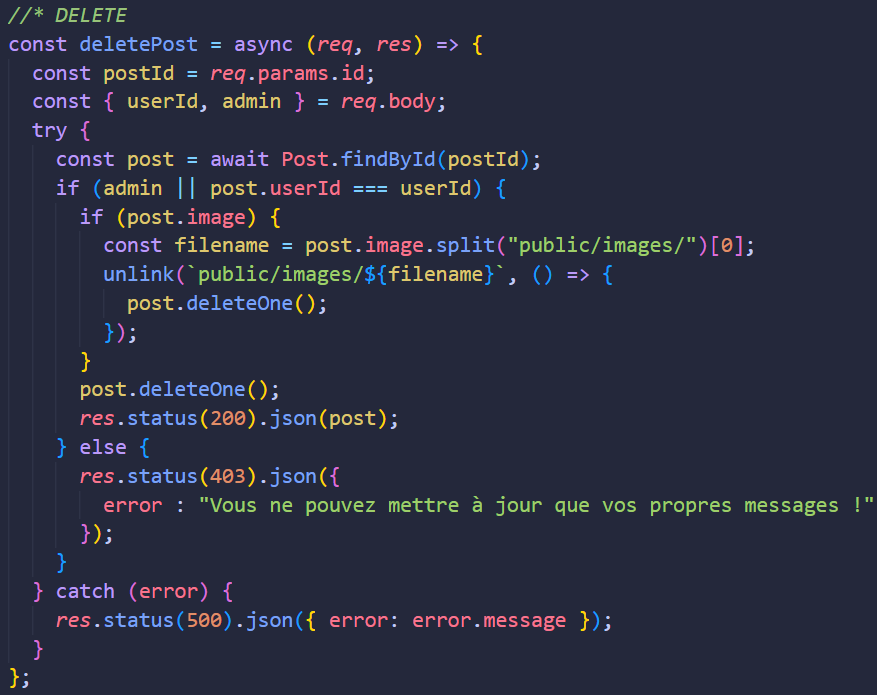 //* DELETE
const deletePost = async (req, res) => {
  const postId = req.params.id;
  const { userId, admin } = req.body;
  try {
    const post = await Post.findById(postId);
    if (admin || post.userId === userId) {
      if (post.image) {
        const filename = post.image.split("public/images/")[0];
        unlink(`public/images/${filename}`, () => {
          post.deleteOne();
        });
      }
      post.deleteOne();
      res.status(200).json(post);
    } else {
      res.status(403).json({
        error : "Vous ne pouvez mettre à jour que vos propres messages !"
      });
    }
  } catch (error) {
    res.status(500).json({ error: error.message });
  }
};